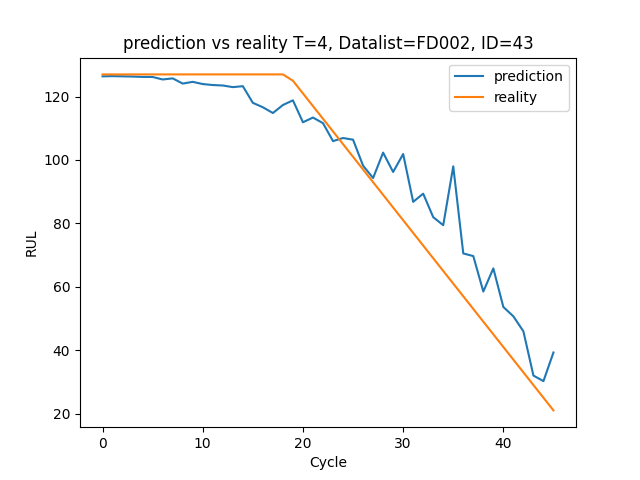 prediction vs reality T=4, Datalist=FD002, ID=43
prediction
reality
120
100
80
60
40
20
RUL
0 10 20 30 40
Cycle